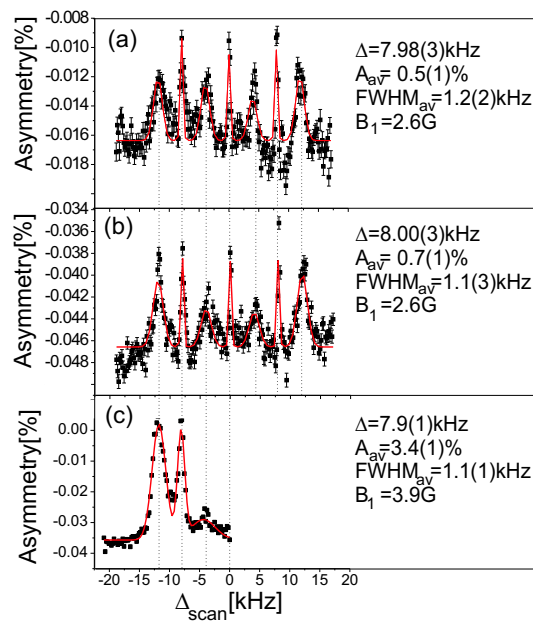 -0.008
-0.010
-0.012
-0.014
-0.016
-0.018
Asymmetry[%]
(a)
Δ=7.98(3)kHz
A_av= 0.5(1)%
FWHM_av=1.2(2)kHz
B_1=2.6G
-0.034
-0.036
-0.038
-0.040
-0.042
-0.044
-0.046
-0.048
Asymmetry[%]
(b)
Δ=8.00(3)kHz
A_av= 0.7(1)%
FWHM_av=1.1(3)kHz
B_1=2.6G
0.00
-0.01
-0.02
-0.03
-0.04
Asymmetry[%]
(c)
Δ=7.9(1)kHz
A_av=3.4(1)%
FWHM_av=1.1(1)kHz
B_1=3.9G
-20 -15 -10 -5 0 5 10 15 20
Δ_scan[kHz]